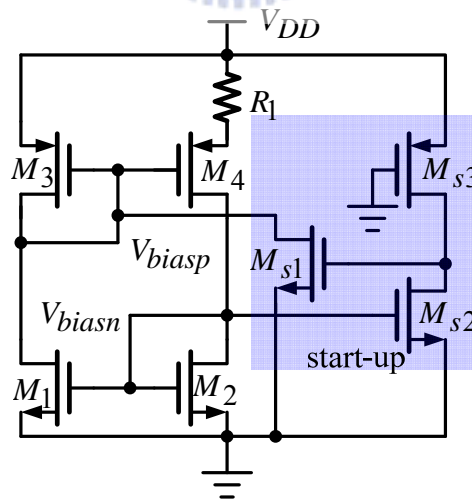 V_DD
R_1
M_3
M_4
M_s3
V_biasp
M_s1
V_biasn
M_s2
start-up
M_1
M_2